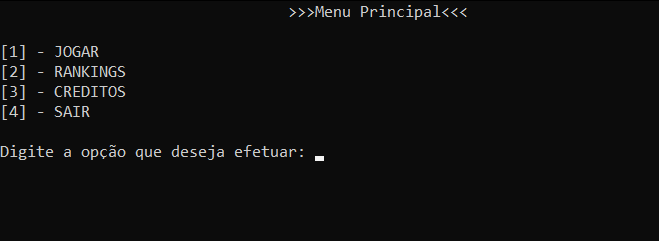 >>>Menu Principal<<<
[1] - JOGAR
[2] - RANKINGS
[3] - CREDITOS
[4] - SAIR
Digite a opção que deseja efetuar: